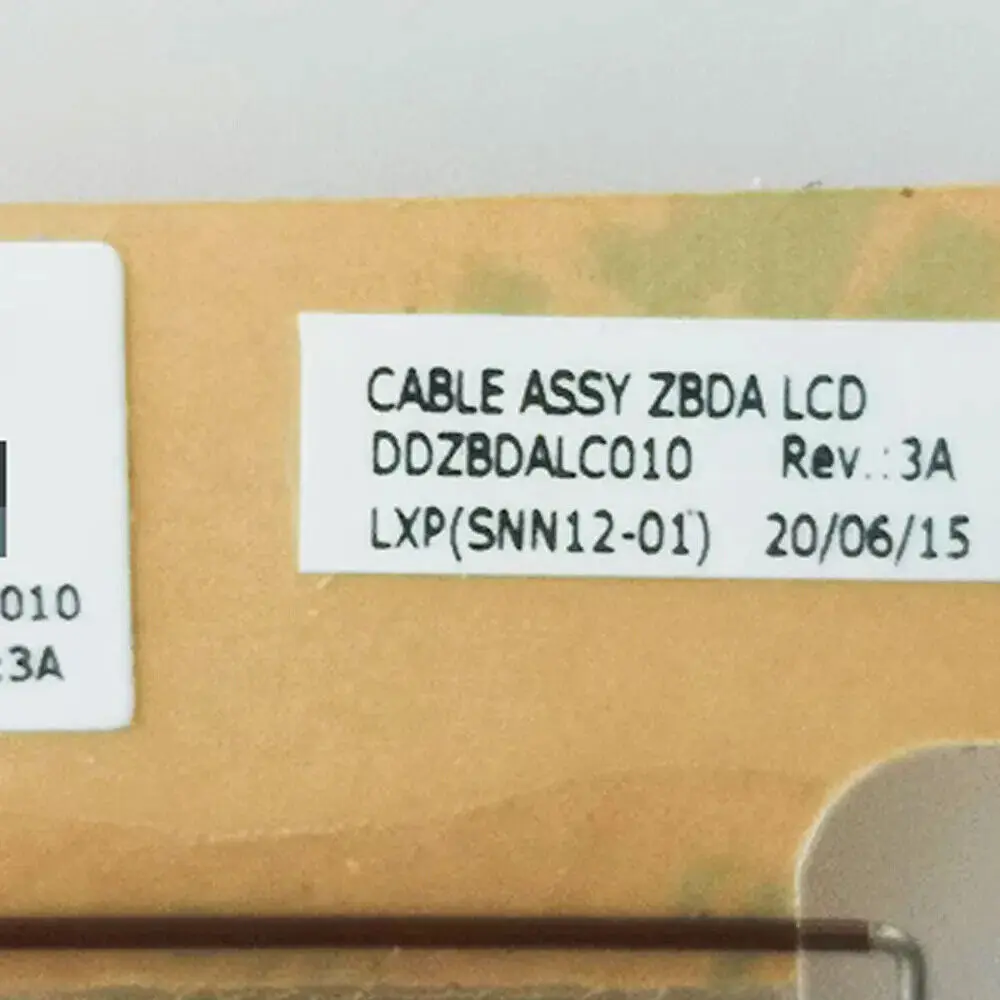 CABLE ASSY ZBDA LCD
DDZBDALC010 Rev.:3A
LXP(SNN12-01) 20/06/15
010
:3A